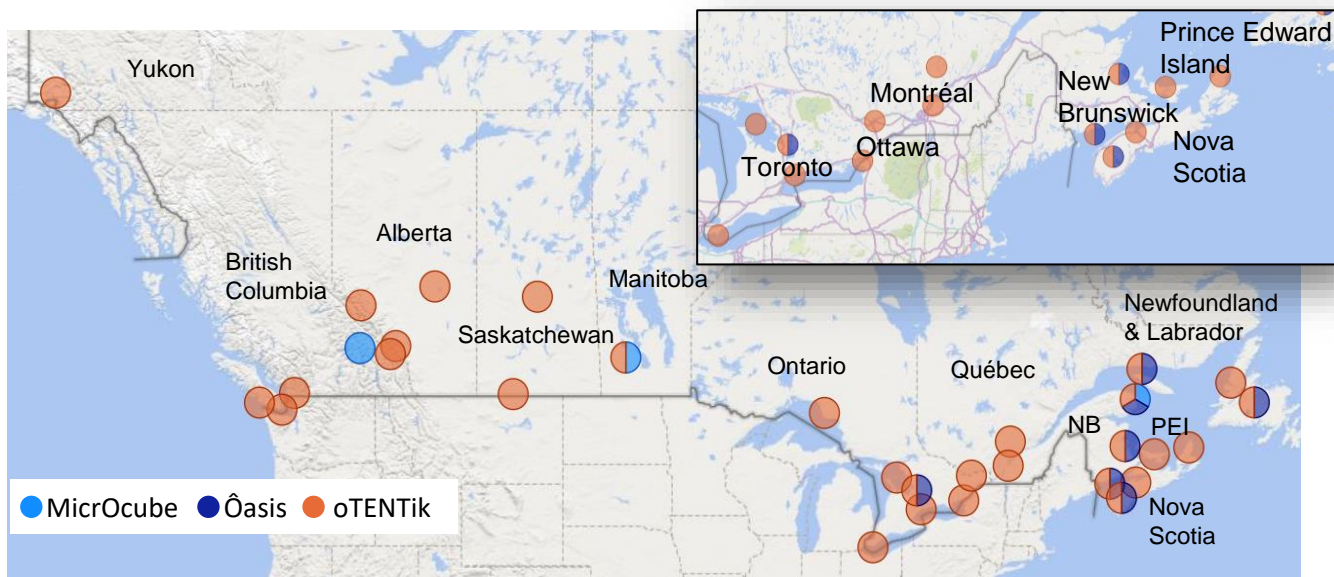 Yukon
British
Columbia
Alberta
Saskatchewan
Manitoba
Ontario
Québec
Newfoundland
& Labrador
NB
PEI
Nova
Scotia
MicrOcube
Ôasis
oTENTik
Toronto
Ottawa
Montréal
New
Brunswick
Prince Edward
Island
Nova
Scotia